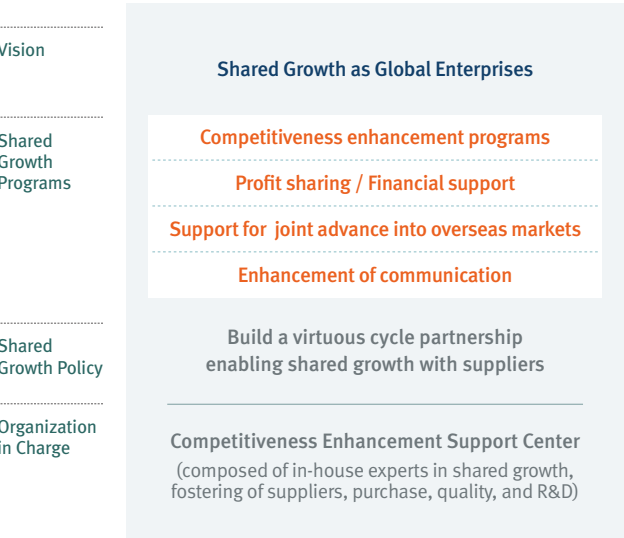 Vision
Shared Growth as Global Enterprises
Shared
Growth
Programs
Competitiveness enhancement programs
Profit sharing / Financial support
Support for joint advance into overseas markets
Enhancement of communication
Shared
Growth Policy
Build a virtuous cycle partnership
enabling shared growth with suppliers
Organization
in Charge
Competitiveness Enhancement Support Center
(composed of in-house experts in shared growth,
fostering of suppliers, purchase, quality, and R&D)